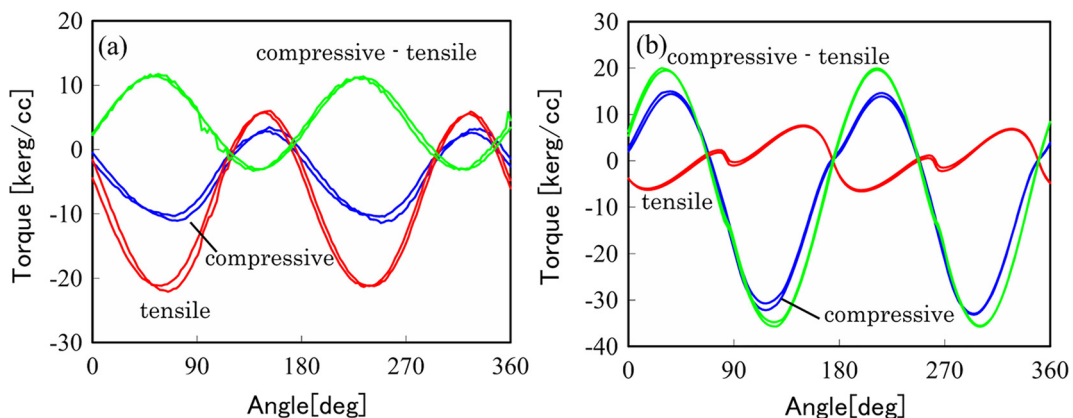 (a)
compressive - tensile
compressive
tensile
Torque [kerg/cc]
20
10
0
-10
-20
-30
0
90
180
270
360
Angle[deg]
(b)
compressive - tensile
tensile
compressive
Torque [kerg/cc]
30
20
10
0
-10
-20
-30
-40
0
90
180
270
360
Angle[deg]